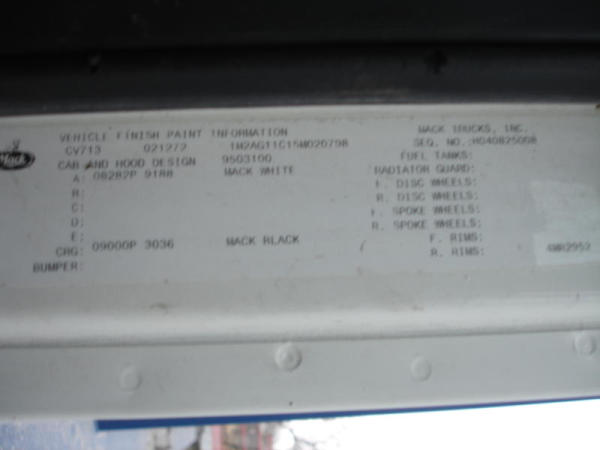 VEHICLE FINISH PAINT INFORMATION MACK TRUCKS, INC.
CV713 021272 1M2AG11C15M020798 SEQ. NO.:H040825008
Mack
CAB AND HOOD DESIGN 9503100 FUEL TANKS:
A: 08282P 9188 MACK WHITE RADIATOR GUARD:
B: F. DISC WHEELS:
C: R. DISC WHEELS:
D: F. SPOKE WHEELS:
E: R. SPOKE WHEELS:
CHG: 09000P 3036 MACK BLACK F. RIMS:
BUMPER: R. RIMS: 4MR2952